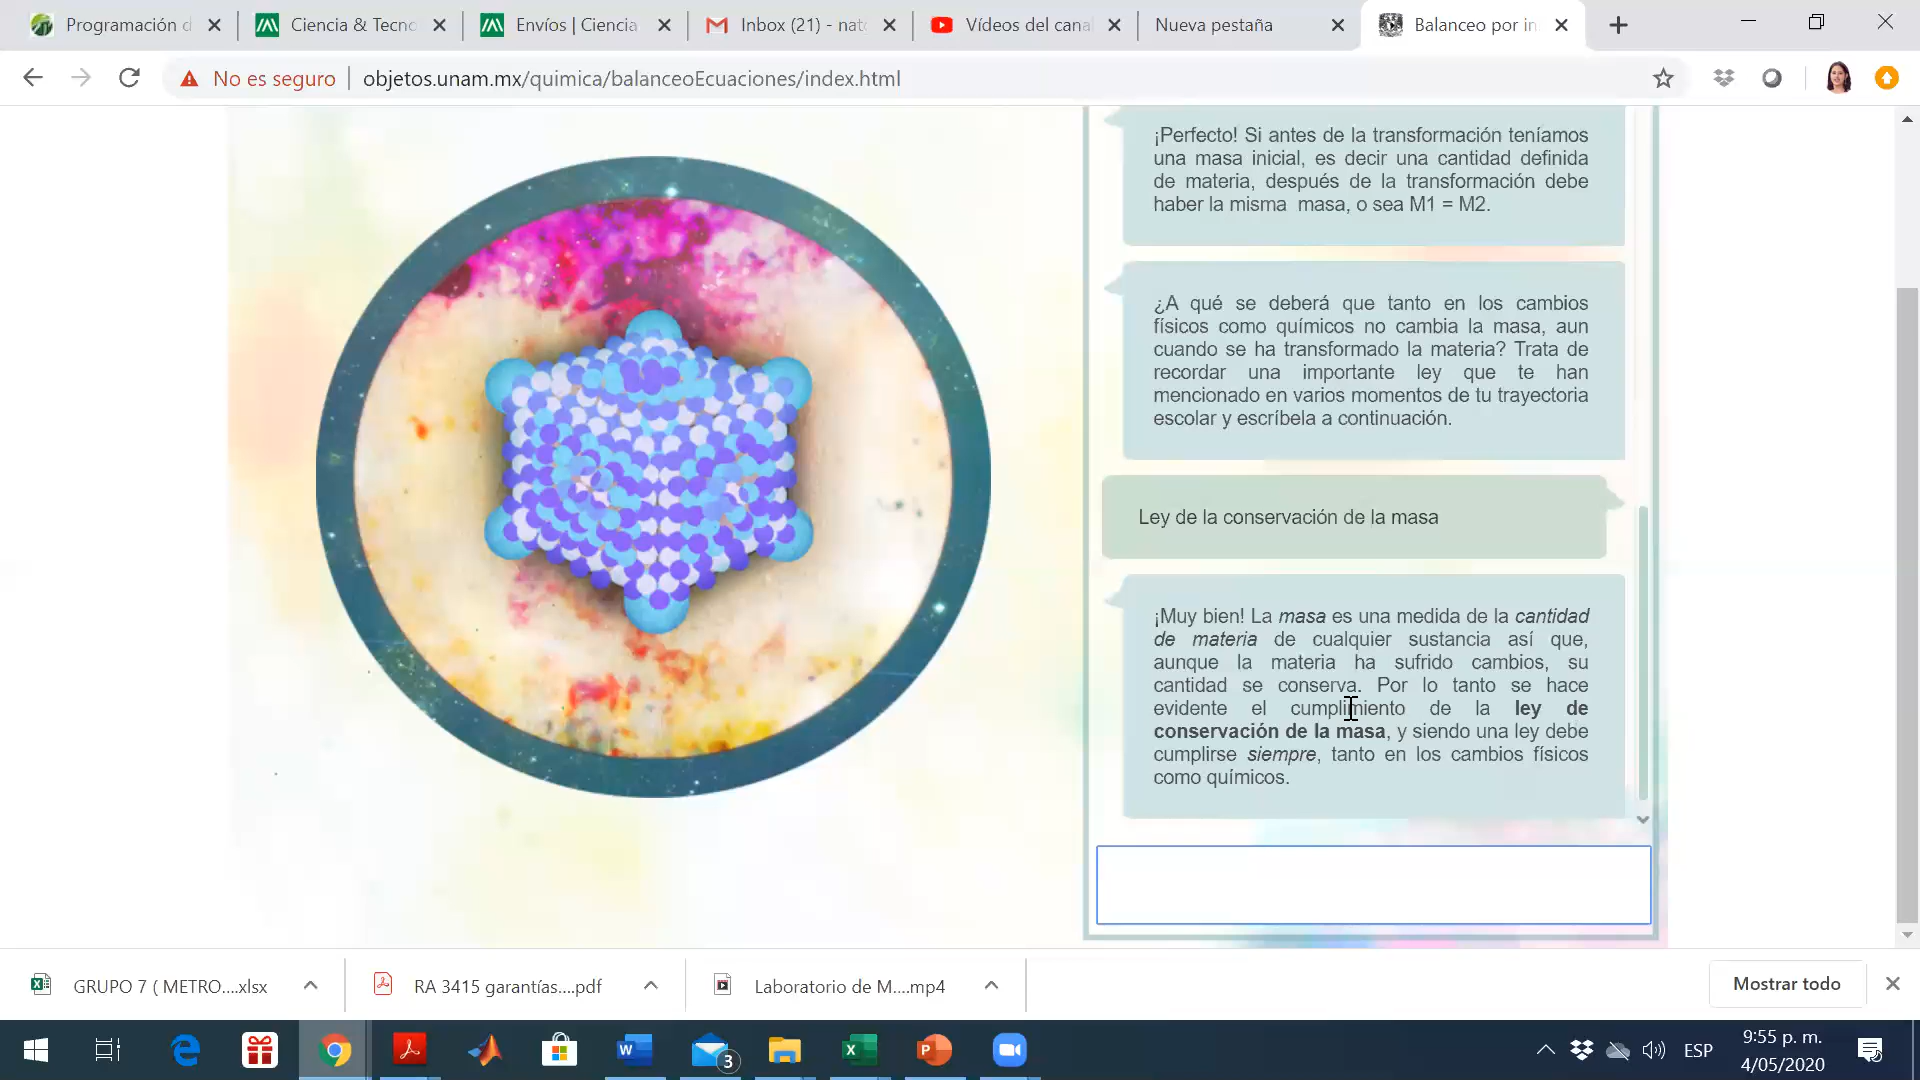 Programación d
Ciencia & Tecno
Envíos | Ciencia
Inbox (21) - nato
Vídeos del canal
Nueva pestaña
Balanceo por in
No es seguro
objetos.unam.mx/quimica/balanceoEcuaciones/index.html
¡Perfecto! Si antes de la transformación teníamos
una masa inicial, es decir una cantidad definida
de materia, después de la transformación debe
haber la misma masa, o sea M1 = M2.
¿A qué se deberá que tanto en los cambios
físicos como químicos no cambia la masa, aun
cuando se ha transformado la materia? Trata de
recordar una importante ley que te han
mencionado en varios momentos de tu trayectoria
escolar y escríbela a continuación.
Ley de la conservación de la masa
¡Muy bien! La masa es una medida de la cantidad
de materia de cualquier sustancia así que,
aunque la materia ha sufrido cambios, su
cantidad se conserva. Por lo tanto se hace
evidente el cumplimiento de la ley de
conservación de la masa, y siendo una ley debe
cumplirse siempre, tanto en los cambios físicos
como químicos.
GRUPO 7 ( METRO....xlsx
RA 3415 garantías....pdf
Laboratorio de M....mp4
Mostrar todo
3
ESP
9:55 p. m.
4/05/2020